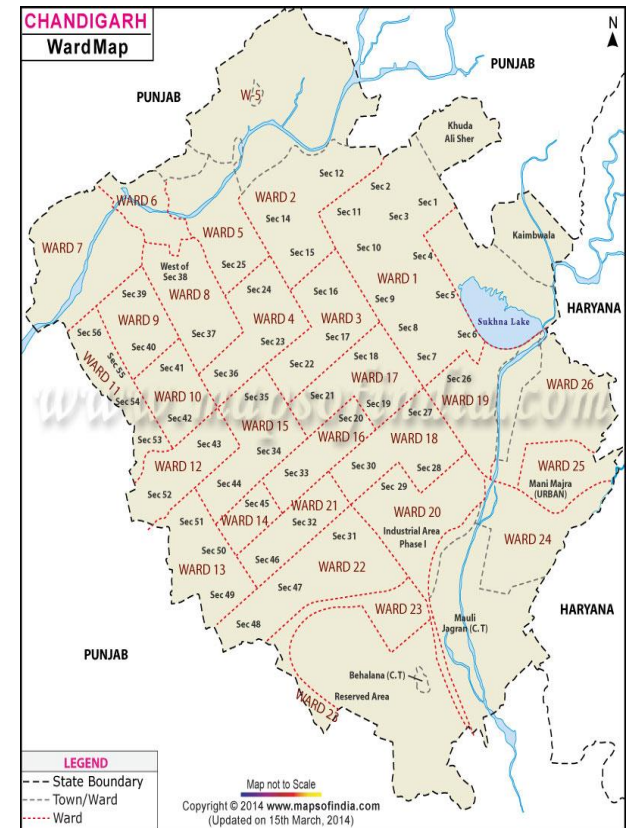 CHANDIGARH
Ward Map
N
PUNJAB
PUNJAB
W-5
Khuda
Ali Sher
Sec 12
Sec 2
WARD 6
WARD 2
Sec 1
Sec 11
Sec 3
Sec 14
WARD 5
Kaimbwala
WARD 7
Sec 10
Sec 15
Sec 4
West of
Sec 38
Sec 25
WARD 1
Sec 39
WARD 8
Sec 24
Sec 16
Sec 9
Sec 5
HARYANA
WARD 9
WARD 4
WARD 3
Sukhna Lake
Sec 56
Sec 37
Sec 8
Sec 6
Sec 40
Sec 23
Sec 17
Sec 55
Sec 22
Sec 18
Sec 7
WARD 11
Sec 41
Sec 36
WARD 17
Sec 26
WARD 26
Sec 54
WARD 10
Sec 35
Sec 21
Sec 19
WARD 19
www.mapsofindia.com
Sec 42
Sec 20
Sec 27
Sec 53
Sec 43
WARD 15
WARD 16
WARD 18
Sec 34
WARD 12
WARD 25
Sec 33
Sec 30
Sec 28
Sec 52
Sec 44
Mani Majra
(URBAN)
Sec 29
Sec 45
WARD 21
WARD 20
Sec 51
WARD 14
Sec 32
Industrial Area
Phase I
Sec 31
WARD 24
Sec 50
Sec 46
WARD 13
WARD 22
Sec 47
Sec 49
WARD 23
HARYANA
Sec 48
Mauli
Jagran (C.T)
PUNJAB
Behalana (C.T)
Reserved Area
WARD 23
LEGEND
State Boundary
Town/Ward
Ward
Map not to Scale
Copyright © 2014 www.mapsofindia.com
(Updated on 15th March, 2014)